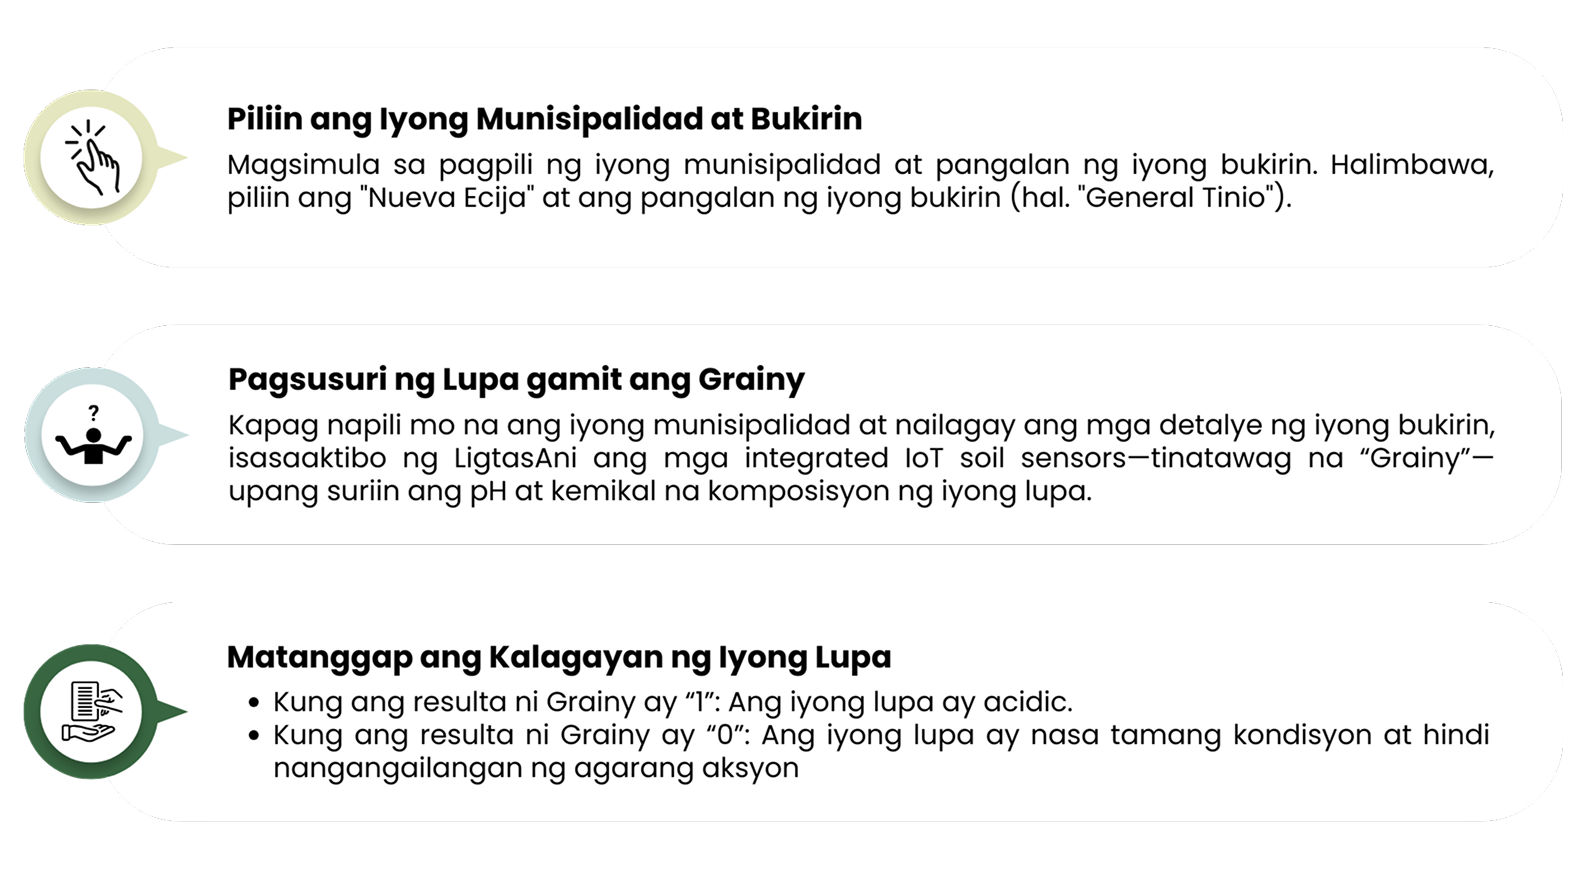 Piliin ang Iyong Munisipalidad at Bukirin
Magsimula sa pagpili ng iyong munisipalidad at pangalan ng iyong bukirin. Halimbawa,
piliin ang "Nueva Ecija" at ang pangalan ng iyong bukirin (hal. "General Tinio").
?
Pagsusuri ng Lupa gamit ang Grainy
Kapag napili mo na ang iyong munisipalidad at nailagay ang mga detalye ng iyong bukirin,
isasaaktibo ng LigtasAni ang mga integrated IoT soil sensors—tinatawag na “Grainy”—
upang suriin ang pH at kemikal na komposisyon ng iyong lupa.
Matanggap ang Kalagayan ng Iyong Lupa
• Kung ang resulta ni Grainy ay “1”: Ang iyong lupa ay acidic.
• Kung ang resulta ni Grainy ay “0”: Ang iyong lupa ay nasa tamang kondisyon at hindi
nangangailangan ng agarang aksyon